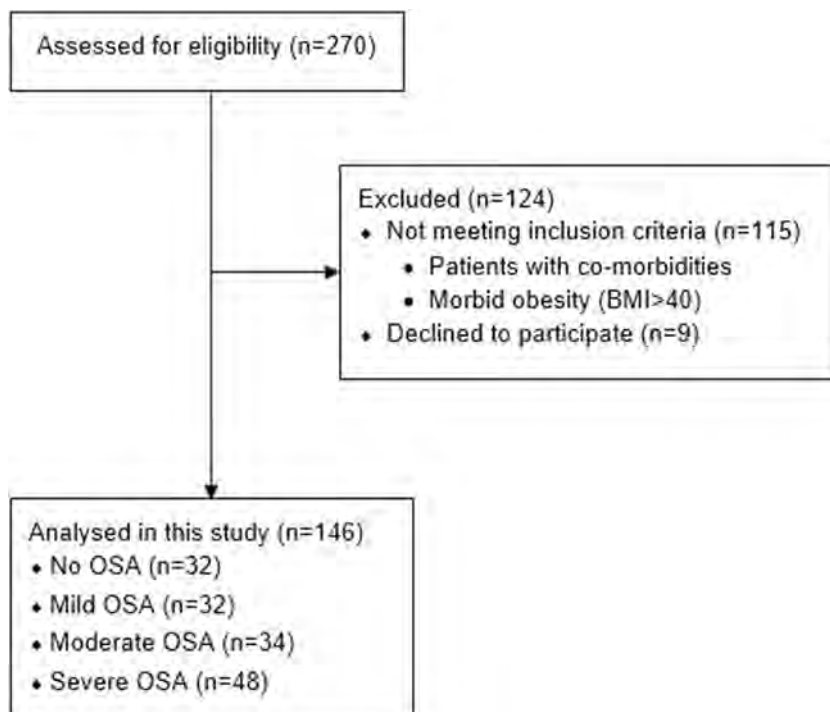 Assessed for eligibility (n=270)
Excluded (n=124)
◆ Not meeting inclusion criteria (n=115)
● Patients with co-morbidities
● Morbid obesity (BMI>40)
◆ Declined to participate (n=9)
Analysed in this study (n=146)
◆ No OSA (n=32)
◆ Mild OSA (n=32)
◆ Moderate OSA (n=34)
◆ Severe OSA (n=48)